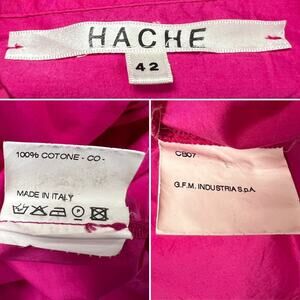 HACHE
42
100% COTONE - CO -
MADE IN ITALY
CB07
G.F.M. INDUSTRIA S.p.A.